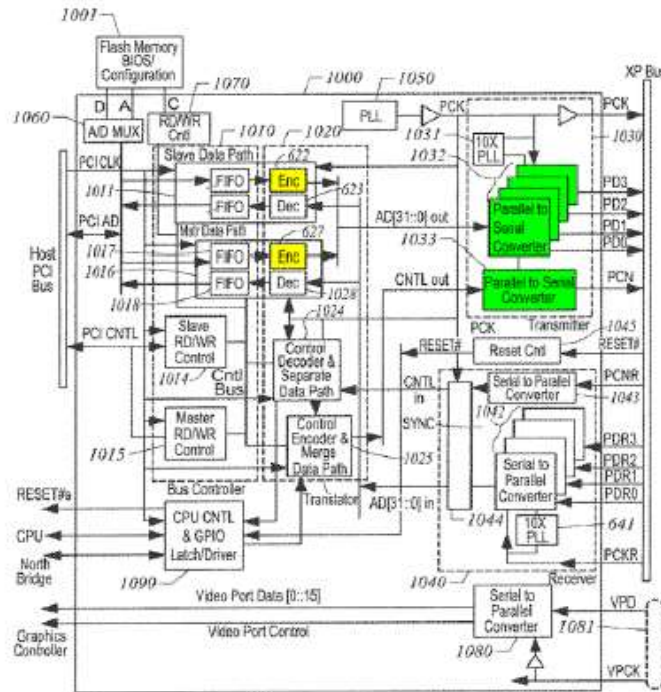 1001
Flash Memory
BIOS/
Configuration
1070
1000
1050
XP Bus
D A C
1060
A/D MUX
RD/WR
Cntl
1010
1020
PLL
PCK
PCK
1030
1031
10X
PLL
1032
PCI CLK
Slave Data Path
622
1011
FIFO
Enc
FIFO
Dec
623
PD3
PD2
PD1
PD0
Parallel to
Serial
Converter
AD[31::0] out
PCI AD
Mstr Data Path
627
1017
1016
FIFO
Enc
1033
Host
PCI
Bus
1018
FIFO
Dec
1028
CNTL out
Parallel to Serial
Converter
PCN
1024
Transmitter
PCI CNTL
Slave
RD/WR
Control
1014
Cntl
Bus
Control
Decoder &
Separate Data
Path
PCK
RESET#
Reset Cntl
1045
RESET#
CNTL
in
Serial to Parallel
Converter
PCNR
1043
SYNC
1042
Master
RD/WR
Control
1015
Control
Encoder &
Merge
Data Path
1025
PDR3
PDR2
PDR1
PDR0
Serial to
Parallel
Converter
Bus Controller
Translator
AD[31::0] in
1044
10X
PLL
641
RESET#a
CPU
CPU CNTL
& GPIO
Latch/Driver
1090
PCKR
North
Bridge
1040
Receiver
Video Port Data [0::15]
Serial to
Parallel
Converter
VPD
1081
Graphics
Controller
Video Port Control
1080
VPCK